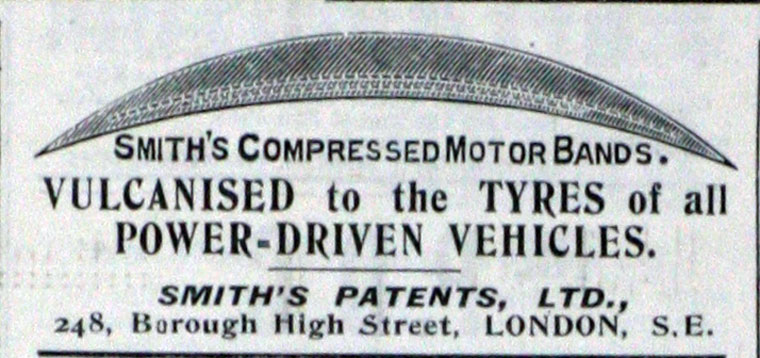 SMITH'S COMPRESSED MOTOR BANDS.
VULCANISED to the TYRES of all
POWER-DRIVEN VEHICLES.
SMITH'S PATENTS, LTD.,
248, Borough High Street, LONDON, S.E.